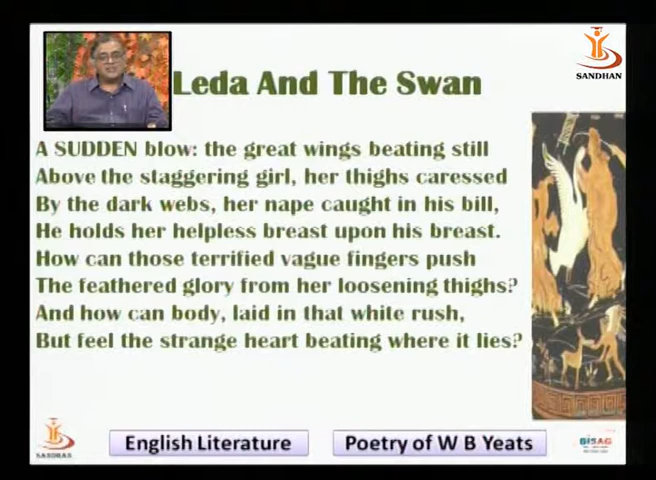 SANDHAN
Leda And The Swan
A SUDDEN blow: the great wings beating still
Above the staggering girl, her thighs caressed
By the dark webs, her nape caught in his bill,
He holds her helpless breast upon his breast.
How can those terrified vague fingers push
The feathered glory from her loosening thighs?
And how can body, laid in that white rush,
But feel the strange heart beating where it lies?
SANDHAN
English Literature
Poetry of W B Yeats
BISAG